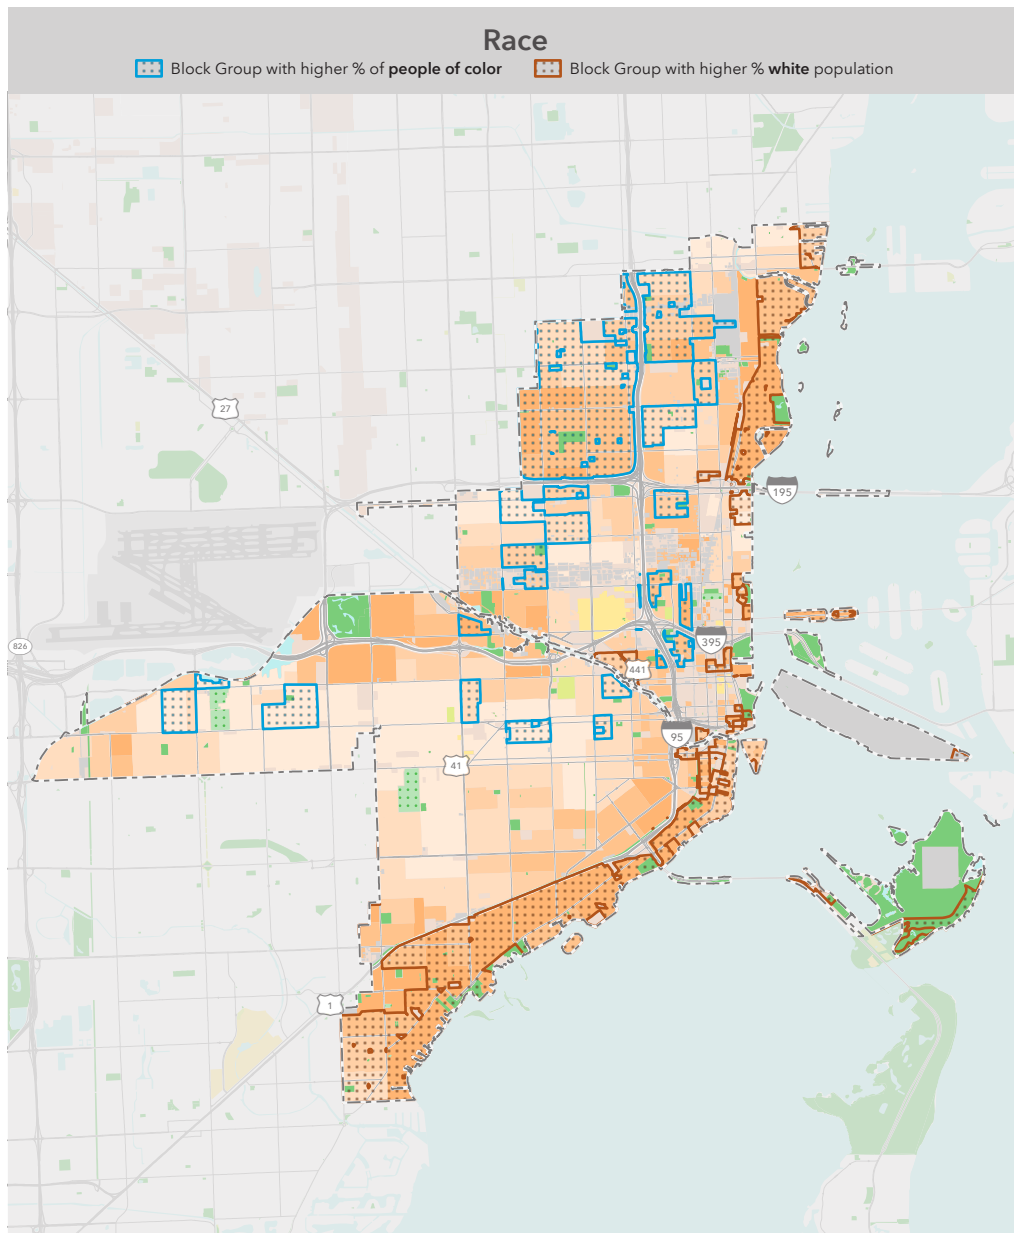 Race
Block Group with higher % of people of color
Block Group with higher % white population
27
195
826
395
441
95
41
1